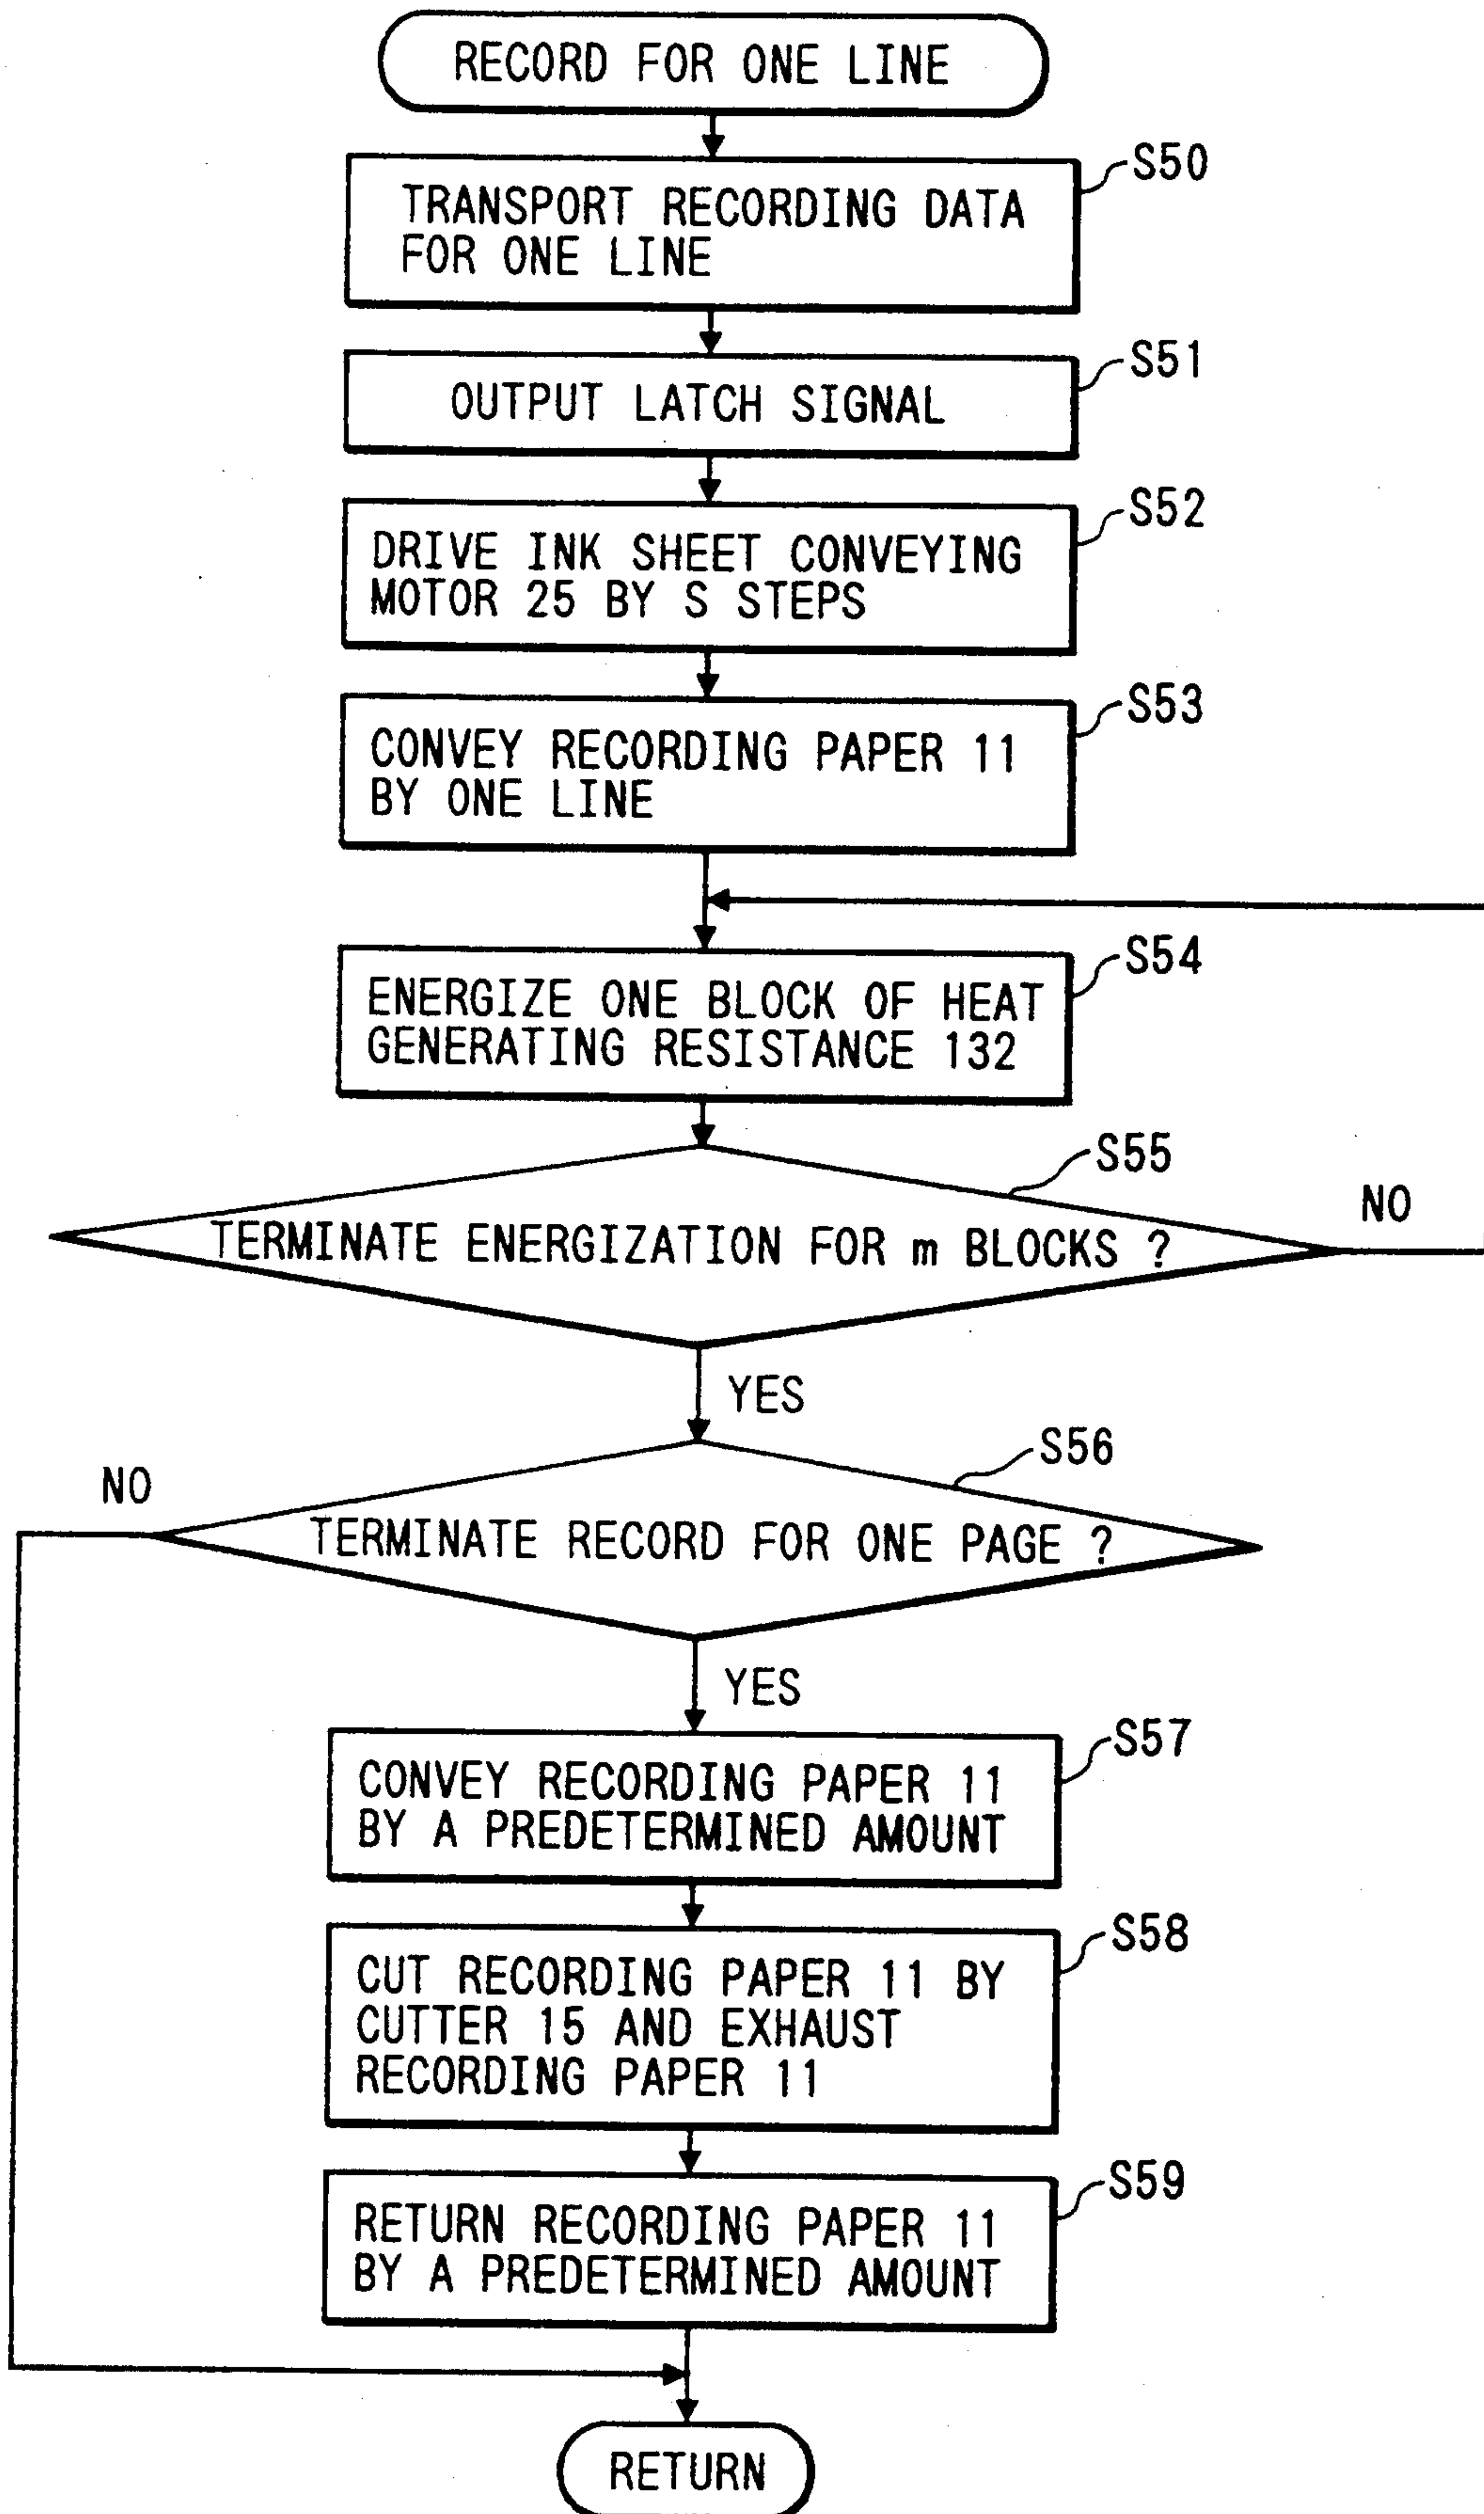 RECORD FOR ONE LINE
S50
TRANSPORT RECORDING DATA
FOR ONE LINE
S51
OUTPUT LATCH SIGNAL
S52
DRIVE INK SHEET CONVEYING
MOTOR 25 BY S STEPS
S53
CONVEY RECORDING PAPER 11
BY ONE LINE
S54
ENERGIZE ONE BLOCK OF HEAT
GENERATING RESISTANCE 132
S55
NO
TERMINATE ENERGIZATION FOR m BLOCKS ?
YES
S56
NO
TERMINATE RECORD FOR ONE PAGE ?
YES
S57
CONVEY RECORDING PAPER 11
BY A PREDETERMINED AMOUNT
S58
CUT RECORDING PAPER 11 BY
CUTTER 15 AND EXHAUST
RECORDING PAPER 11
S59
RETURN RECORDING PAPER 11
BY A PREDETERMINED AMOUNT
RETURN